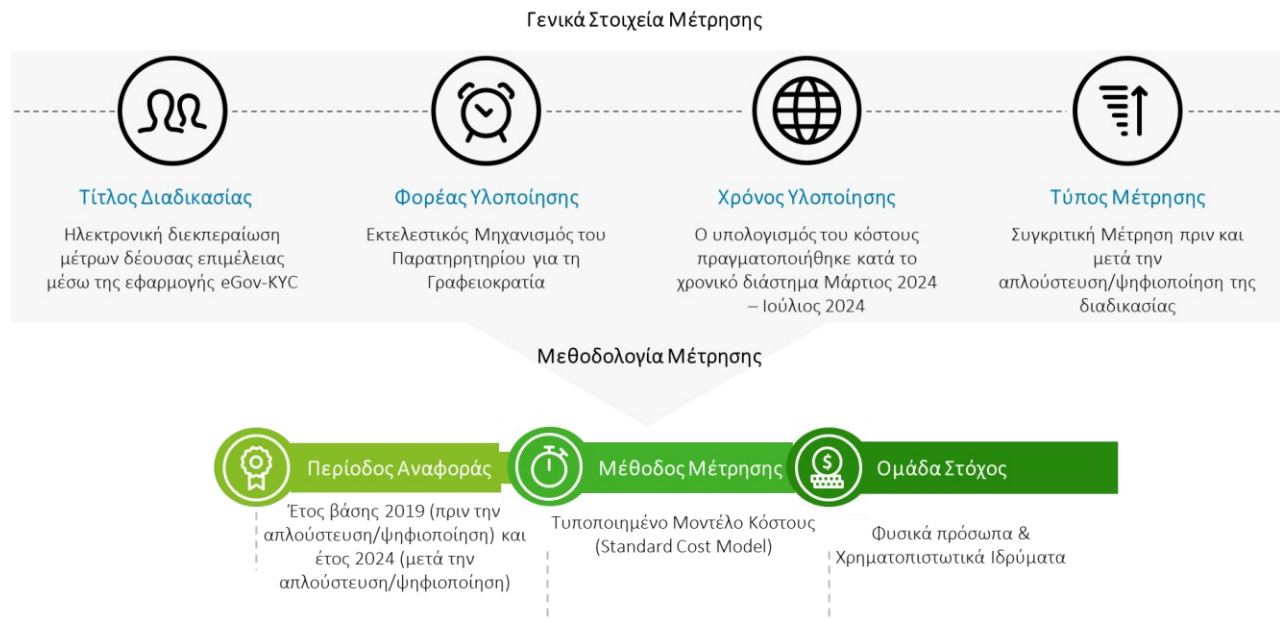 Γενικά Στοιχεία Μέτρησης
Τίτλος Διαδικασίας
Ηλεκτρονική διεκπεραίωση
μέτρων δέουσας επιμέλειας
μέσω της εφαρμογής eGov-KYC
Φορέας Υλοποίησης
Εκτελεστικός Μηχανισμός του
Παρατηρητηρίου για τη
Γραφειοκρατία
Χρόνος Υλοποίησης
Ο υπολογισμός του κόστους
πραγματοποιήθηκε κατά το
χρονικό διάστημα Μάρτιος 2024
– Ιούλιος 2024
Τύπος Μέτρησης
Συγκριτική Μέτρηση πριν και
μετά την
απλούστευση/ψηφιοποίηση της
διαδικασίας
Μεθοδολογία Μέτρησης
Περίοδος Αναφοράς
Έτος βάσης 2019 (πριν την
απλούστευση/ψηφιοποίηση) και
έτος 2024 (μετά την
απλούστευση/ψηφιοποίηση)
Μέθοδος Μέτρησης
Τυποποιημένο Μοντέλο Κόστους
(Standard Cost Model)
Ομάδα Στόχος
Φυσικά πρόσωπα &
Χρηματοπιστωτικά Ιδρύματα